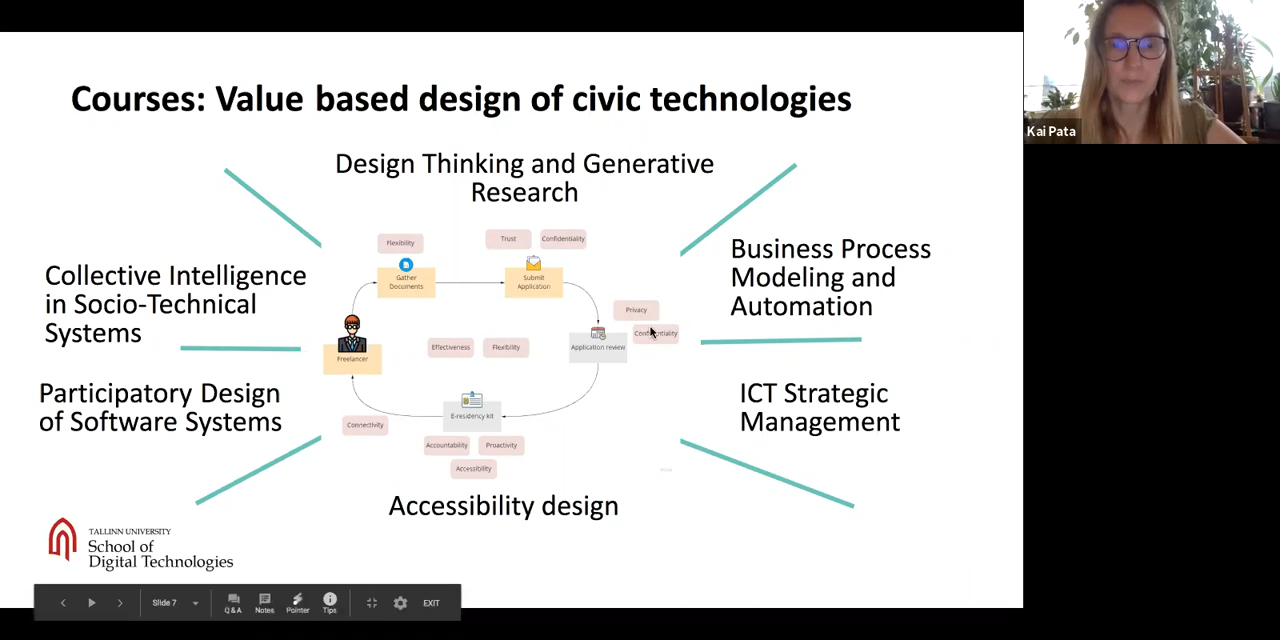 Courses: Value based design of civic technologies
Kai Pata
Design Thinking and Generative
Research
Collective Intelligence
in Socio-Technical
Systems
Participatory Design
of Software Systems
Flexibility
Trust
Confidentiality
Gather
Documents
Submit
Application
Privacy
Confidentiality
Application review
Freelancer
Effectiveness
Flexibility
E-residency kit
Connectivity
Accountability
Proactivity
Accessibility
Business Process
Modeling and
Automation
ICT Strategic
Management
Accessibility design
TALLINN UNIVERSITY
School of
Digital Technologies
Slide 7
Q & A
Notes
Pointer
Tips
EXIT